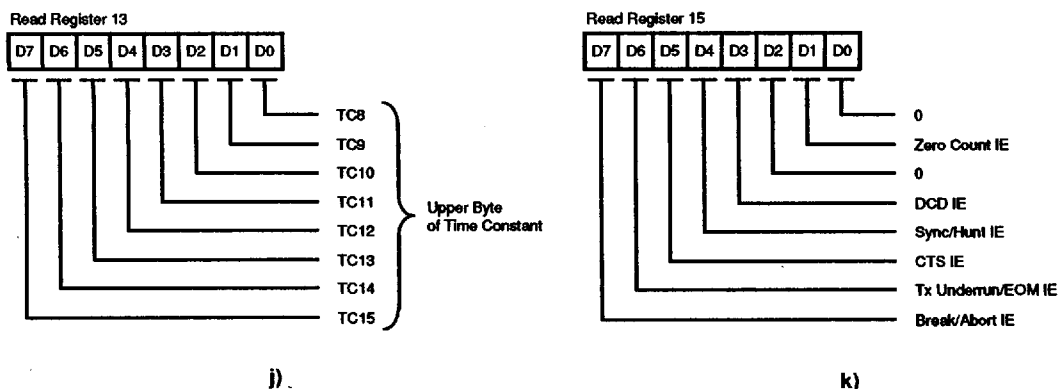 Read Register 13
D7 D6 D5 D4 D3 D2 D1 D0
TC8
TC9
TC10
TC11
TC12
TC13
TC14
TC15
Upper Byte
of Time Constant
j)
Read Register 15
D7 D6 D5 D4 D3 D2 D1 D0
0
Zero Count IE
0
DCD IE
Sync/Hunt IE
CTS IE
Tx Underrun/EOM IE
Break/Abort IE
k)